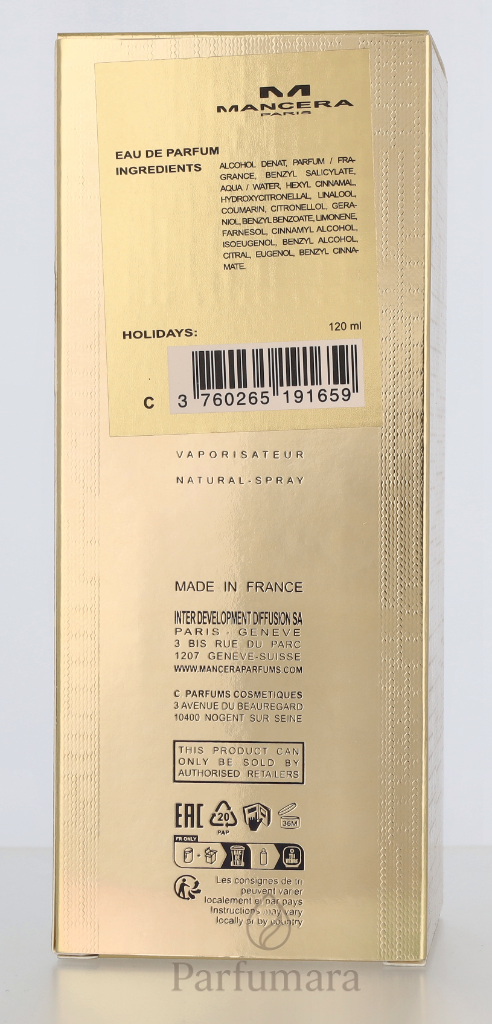 M
MANCERA
PARIS
EAU DE PARFUM
INGREDIENTS
ALCOHOL DENAT, PARFUM / FRA-
GRANCE, BENZYL SALICYLATE,
AQUA / WATER, HEXYL CINNAMAL,
HYDROXYCITRONELLAL, LINALOOL,
COUMARIN, CITRONELLOL, GERA-
NIOL, BENZYL BENZOATE, LIMONENE,
FARNESOL, CINNAMYL ALCOHOL,
ISOEUGENOL, BENZYL ALCOHOL,
CITRAL, EUGENOL, BENZYL CINNA-
MATE.
HOLIDAYS:
120 ml
C 3 760265 191659
VAPORISATEUR
NATURAL-SPRAY
MADE IN FRANCE
INTER DEVELOPMENT DIFFUSION SA
PARIS - GENEVE
3 BIS RUE DU PARC
1207 GENEVE-SUISSE
WWW.MANCERAPARFUMS.COM
C PARFUMS COSMETIQUES
3 AVENUE DU BEAUREGARD
10400 NOGENT SUR SEINE
THIS PRODUCT CAN
ONLY BE SOLD BY
AUTHORISED RETAILERS
EAC 20 36M
PAP
FR ONLY
Les consignes de tri
peuvent varier
localement et par pays
Instructions may vary
locally or by country
Parfumara